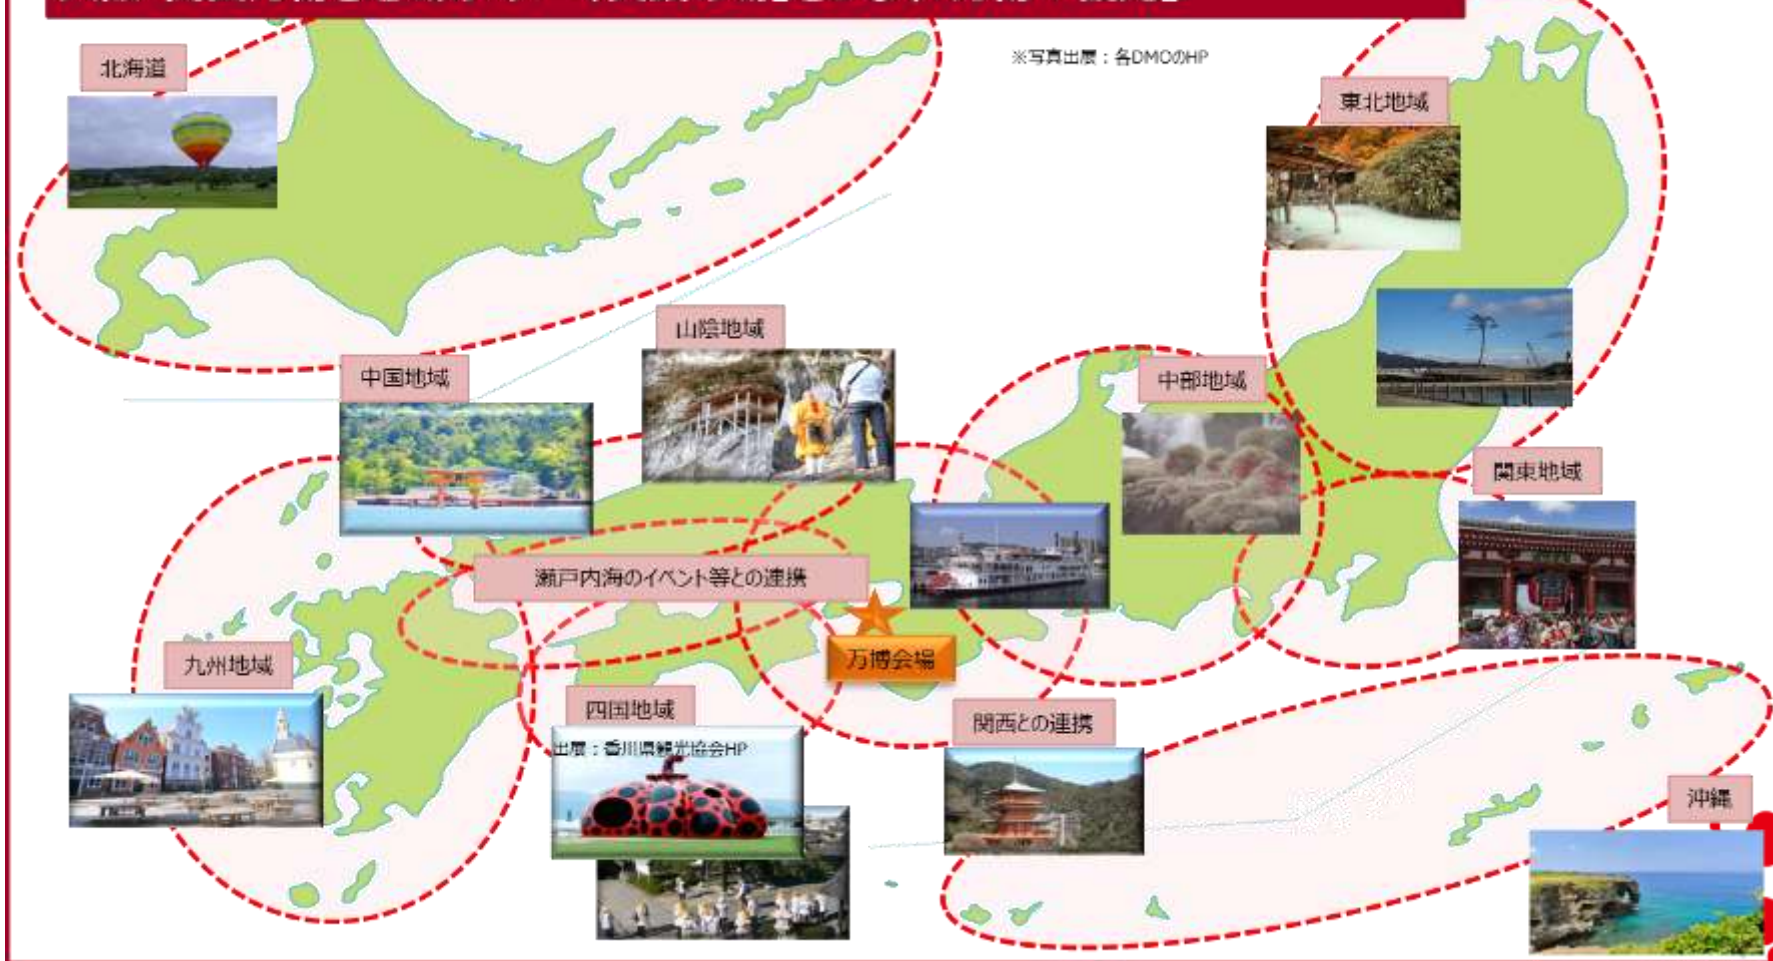 北海道
※写真出展：各DMOのHP
東北地域
山陰地域
中国地域
中部地域
関東地域
瀬戸内海のイベント等との連携
万博会場
九州地域
四国地域
出展：香川県観光協会HP
関西との連携
沖縄